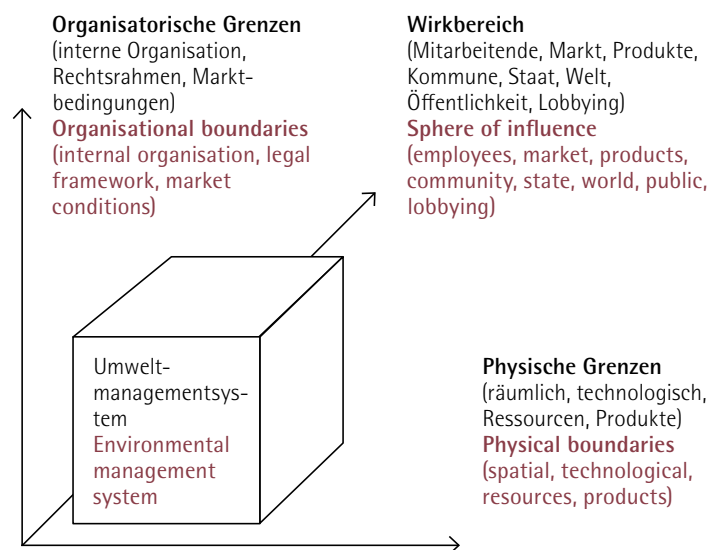 Organisatorische Grenzen
(interne Organisation,
Rechtsrahmen, Markt-
bedingungen)
Organisational boundaries
(internal organisation, legal
framework, market
conditions)
Wirkbereich
(Mitarbeitende, Markt, Produkte,
Kommune, Staat, Welt,
Öffentlichkeit, Lobbying)
Sphere of influence
(employees, market, products,
community, state, world, public,
lobbying)
Umwelt-
managementsys-
tem
Environmental
management
system
Physische Grenzen
(räumlich, technologisch,
Ressourcen, Produkte)
Physical boundaries
(spatial, technological,
resources, products)